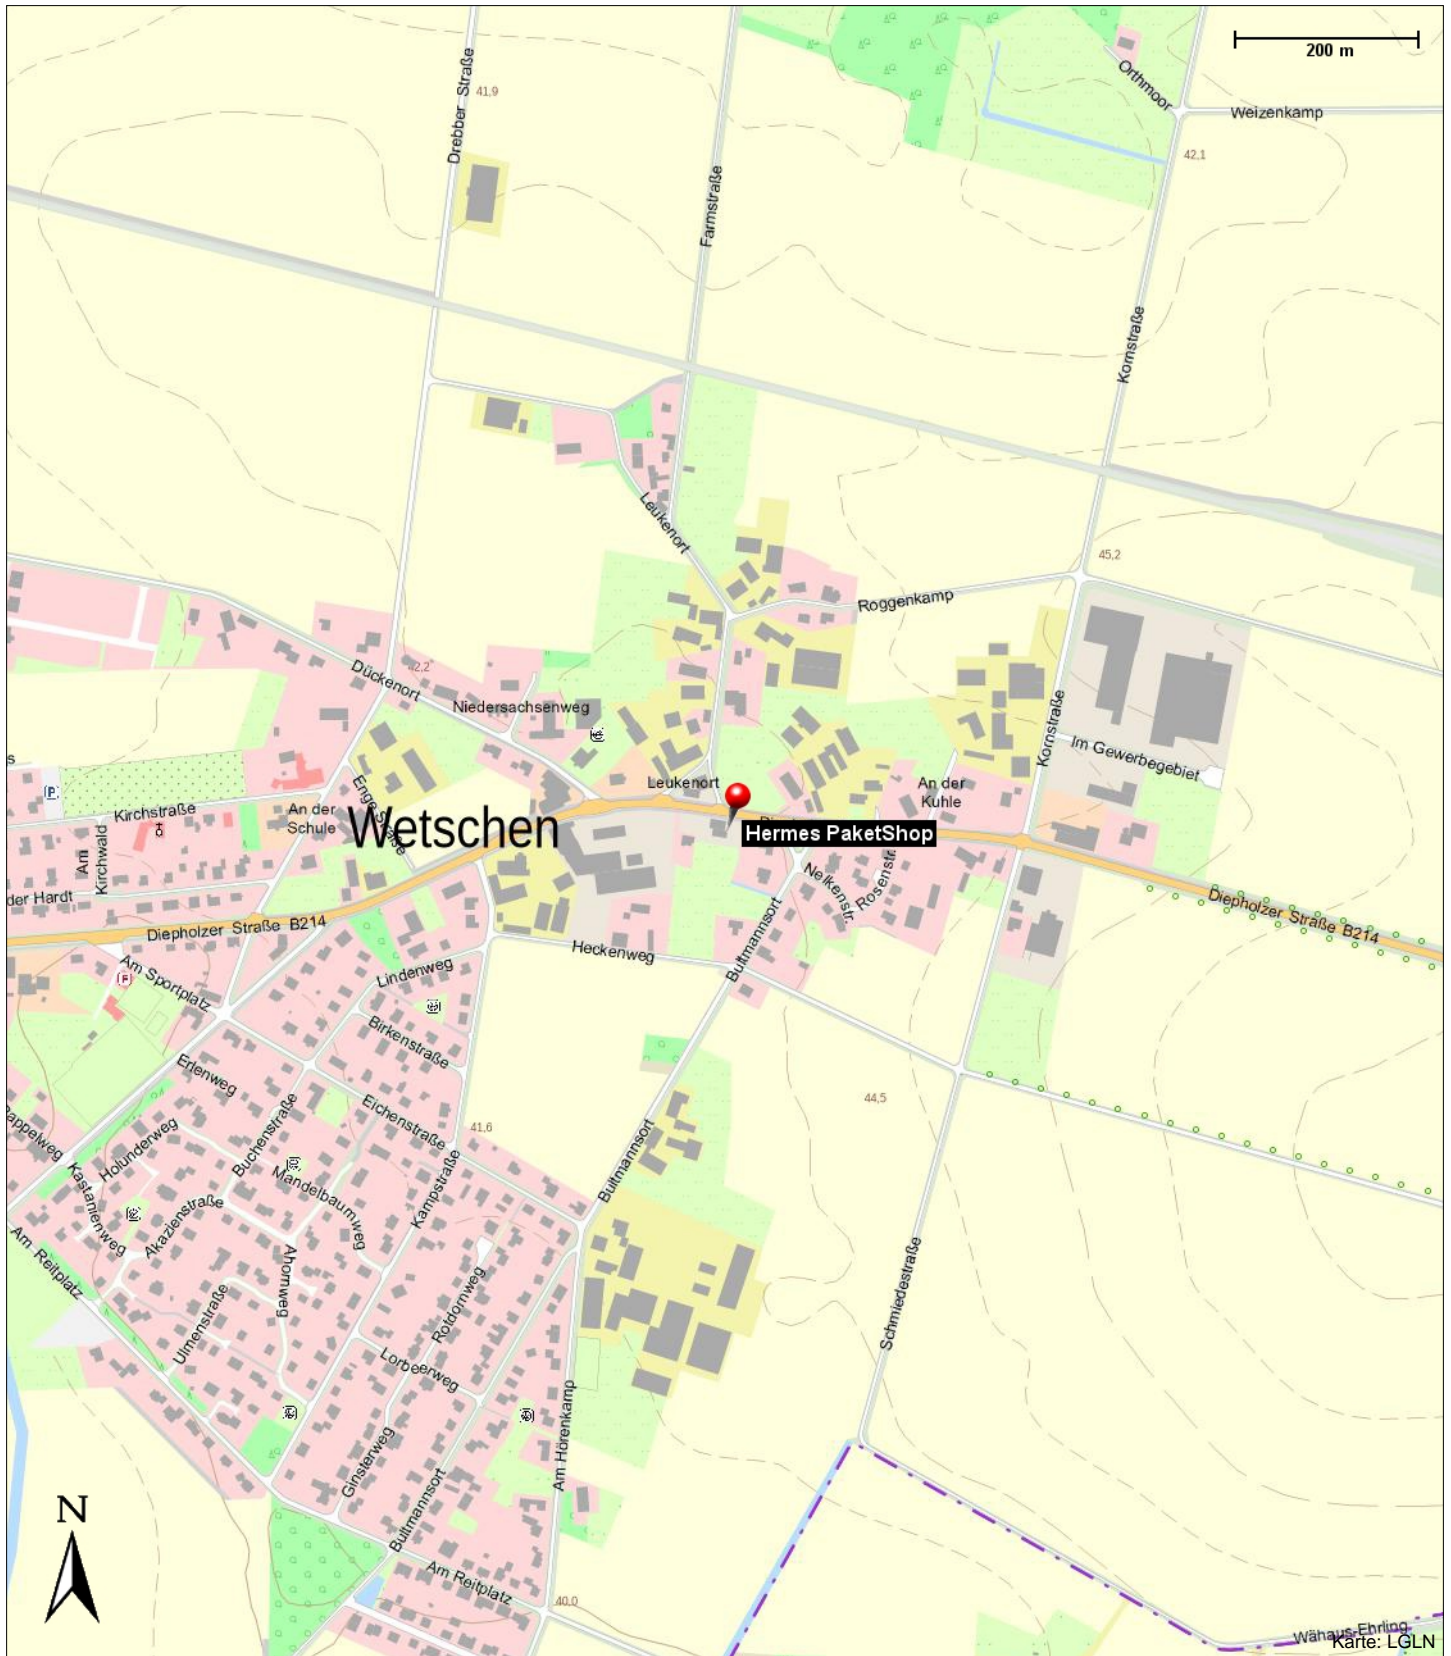 200 m
Orthmoor
Weizenkamp
Drebber Straße
41,9
42,1
Farmstraße
Kornstraße
Leukenort
45,2
Roggenkamp
Dückenort
42,2
Niedersachsenweg
Kornstraße
Im Gewerbegebiet
s
P
Kirchstraße
An der
Schule
Enge Straße
Wetschen
Leukenort
An der
Kuhle
Hermes PaketShop
Am
Kirchwald
der Hardt
Nelkenstr.
Rosenstr.
Diepholzer Straße B214
Diepholzer Straße B214
Bultmannsort
Heckenweg
Am Sportplatz
F
Lindenweg
Birkenstraße
Erlenweg
Eichenstraße
44,5
41,6
Buchenstraße
Holunderweg
Kastanienweg
Mandelbaumweg
Akazienstraße
Kampstraße
Bultmannsort
Am Reitplatz
Ahornweg
Ulmenstraße
Rotdornweg
Lorbeerweg
Schmiedestraße
Ginsterweg
Bultmannsort
Am Hörenkamp
N
Am Reitplatz
40,0
Wähaus-Ehrling
Karte: LGLN